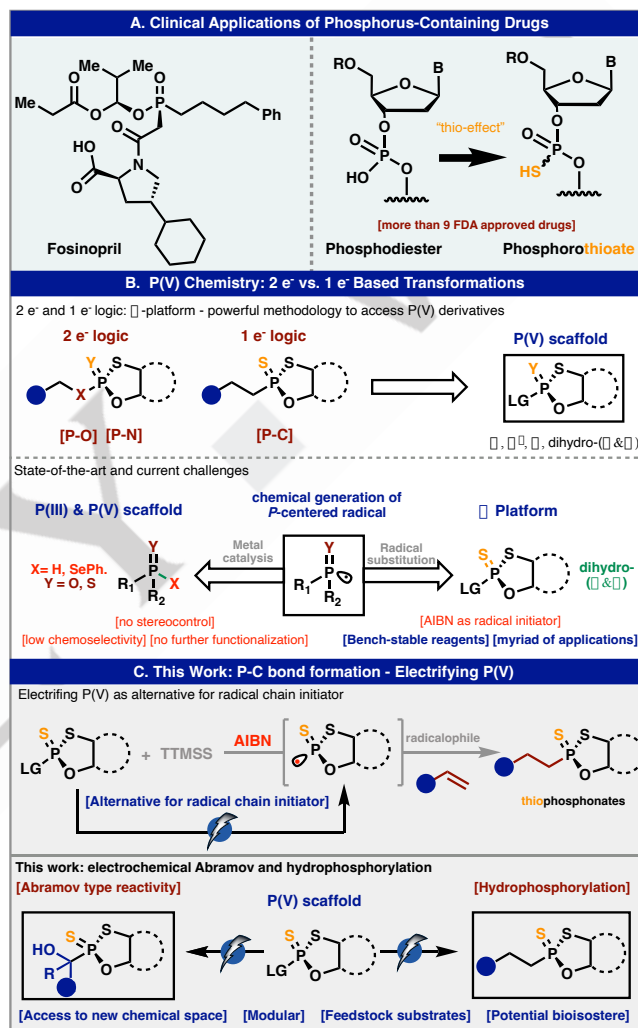 A. Clinical Applications of Phosphorus-Containing Drugs
Me
Me
Me
O
O
O
O
P
Ph
O
HO
N
O
Fosinopril
RO
O
B
O
P
O
HO
O
Phosphodiester
"thio-effect"
RO
O
B
O
P
O
HS
O
Phosphorothioate
[more than 9 FDA approved drugs]
B. P(V) Chemistry: 2 e- vs. 1 e- Based Transformations
2 e- and 1 e- logic: -platform - powerful methodology to access P(V) derivatives
2 e- logic
1 e- logic
P(V) scaffold
Y
S
P
X
O
[P-O] [P-N]
S
S
P
O
[P-C]
Y
S
P
LG
O
, , , dihydro-( & )
State-of-the-art and current challenges
P(III) & P(V) scaffold
chemical generation of
P-centered radical
Platform
X= H, SePh.
Y = O, S
Y
P
R1
X
R2
Metal
catalysis
Y
P
R1
R2
Radical
substitution
S
S
P
LG
O
dihydro-
( & )
[no stereocontrol]
[low chemoselectivity] [no further functionalization]
[AIBN as radical initiator]
[Bench-stable reagents] [myriad of applications]
C. This Work: P-C bond formation - Electrifying P(V)
Electrifing P(V) as alternative for radical chain initiator
S
S
P
LG
O
+ TTMSS
AIBN
S
S
P
O
radicalophile
S
S
P
O
thiophosphonates
[Alternative for radical chain initiator]
This work: electrochemical Abramov and hydrophosphorylation
[Abramov type reactivity]
[Hydrophosphorylation]
P(V) scaffold
S
S
HO
P
R
O
S
S
P
LG
O
S
S
P
O
[Access to new chemical space] [Modular] [Feedstock substrates] [Potential bioisostere]